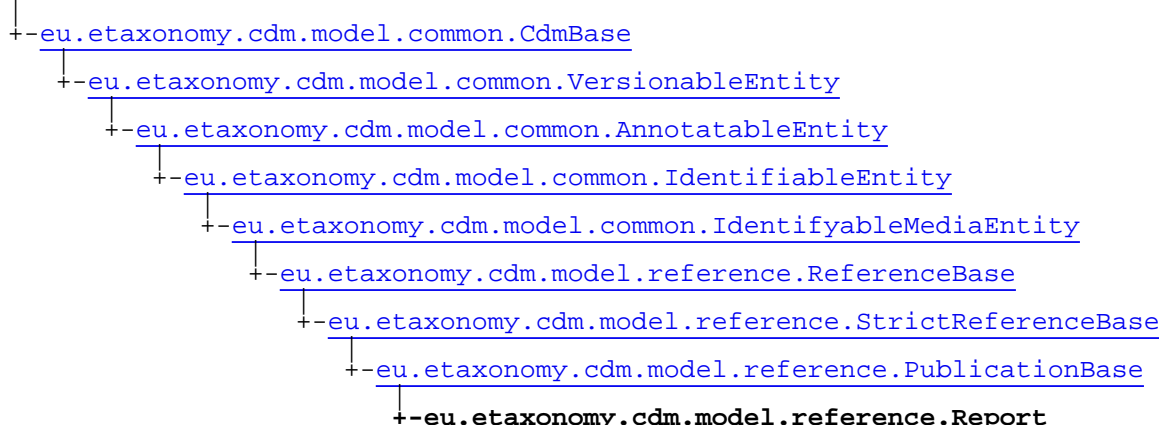 +-eu.etaxonomy.cdm.model.common.CdmBase
+-eu.etaxonomy.cdm.model.common.VersionableEntity
+-eu.etaxonomy.cdm.model.common.AnnotatableEntity
+-eu.etaxonomy.cdm.model.common.IdentifiableEntity
+-eu.etaxonomy.cdm.model.common.IdentifyableMediaEntity
+-eu.etaxonomy.cdm.model.reference.ReferenceBase
+-eu.etaxonomy.cdm.model.reference.StrictReferenceBase
+-eu.etaxonomy.cdm.model.reference.PublicationBase
+-eu.etaxonomy.cdm.model.reference.Report